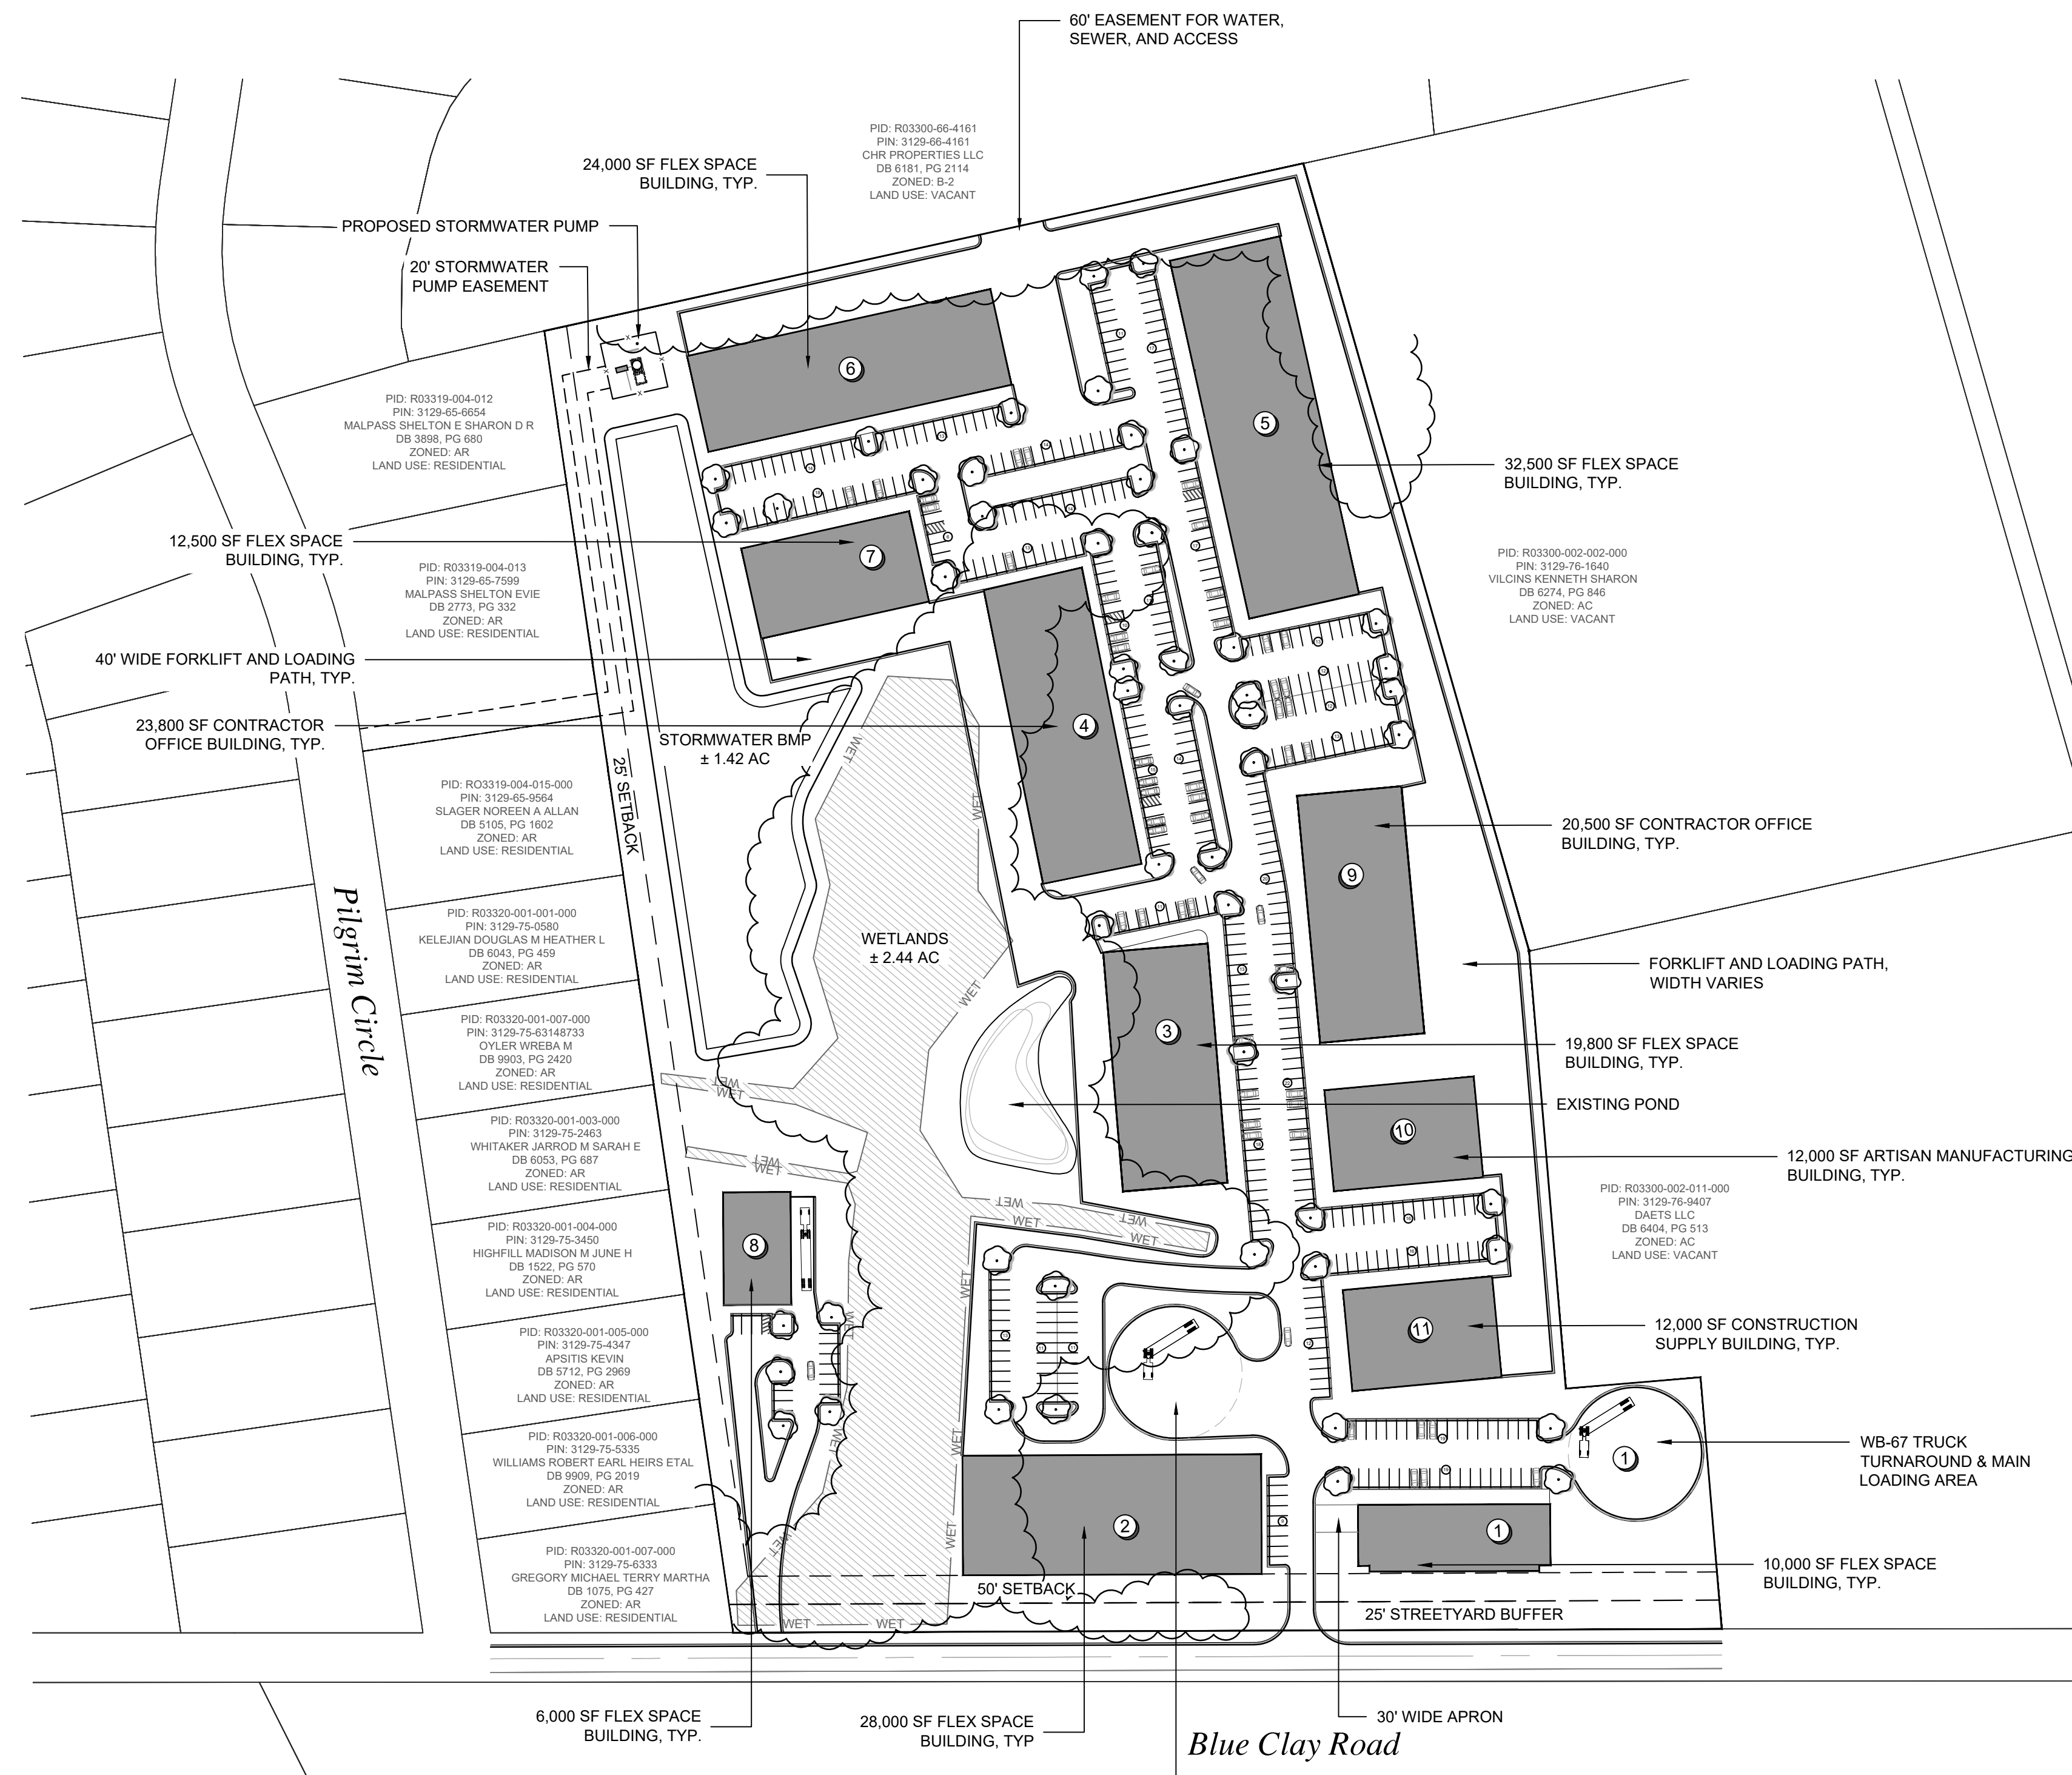 60' EASEMENT FOR WATER,
SEWER, AND ACCESS
PID: R03300-66-4161
PIN: 3129-66-4161
CHR PROPERTIES LLC
DB 6181, PG 2114
ZONED: B-2
LAND USE: VACANT
24,000 SF FLEX SPACE
BUILDING, TYP.
PROPOSED STORMWATER PUMP
20' STORMWATER
PUMP EASEMENT
6
5
PID: R03319-004-012
PIN: 3129-65-6654
MALPASS SHELTON E SHARON D R
DB 3898, PG 680
ZONED: AR
LAND USE: RESIDENTIAL
32,500 SF FLEX SPACE
BUILDING, TYP.
12,500 SF FLEX SPACE
BUILDING, TYP.
7
PID: R03319-004-013
PIN: 3129-65-7599
MALPASS SHELTON EVIE
DB 2773, PG 332
ZONED: AR
LAND USE: RESIDENTIAL
PID: R03300-002-002-000
PIN: 3129-76-1640
VILCINS KENNETH SHARON
DB 6274, PG 846
ZONED: AC
LAND USE: VACANT
40' WIDE FORKLIFT AND LOADING
PATH, TYP.
23,800 SF CONTRACTOR
OFFICE BUILDING, TYP.
4
STORMWATER BMP
± 1.42 AC
WET
WET
25' SETBACK
PID: RO3319-004-015-000
PIN: 3129-65-9564
SLAGER NOREEN A ALLAN
DB 5105, PG 1602
ZONED: AR
LAND USE: RESIDENTIAL
20,500 SF CONTRACTOR OFFICE
BUILDING, TYP.
9
Pilgrim Circle
PID: R03320-001-001-000
PIN: 3129-75-0580
KELEJIAN DOUGLAS M HEATHER L
DB 6043, PG 459
ZONED: AR
LAND USE: RESIDENTIAL
WETLANDS
± 2.44 AC
WET
FORKLIFT AND LOADING PATH,
WIDTH VARIES
PID: R03320-001-007-000
PIN: 3129-75-63148733
OYLER WREBA M
DB 9903, PG 2420
ZONED: AR
LAND USE: RESIDENTIAL
3
19,800 SF FLEX SPACE
BUILDING, TYP.
WET
WET
EXISTING POND
PID: R03320-001-003-000
PIN: 3129-75-2463
WHITAKER JARROD M SARAH E
DB 6053, PG 687
ZONED: AR
LAND USE: RESIDENTIAL
WET
WET
10
12,000 SF ARTISAN MANUFACTURING
BUILDING, TYP.
PID: R03300-002-011-000
PIN: 3129-76-9407
DAETS LLC
DB 6404, PG 513
ZONED: AC
LAND USE: VACANT
WET
WET
WET
WET
PID: R03320-001-004-000
PIN: 3129-75-3450
HIGHFILL MADISON M JUNE H
DB 1522, PG 570
ZONED: AR
LAND USE: RESIDENTIAL
8
WET
WET
PID: R03320-001-005-000
PIN: 3129-75-4347
APSITIS KEVIN
DB 5712, PG 2969
ZONED: AR
LAND USE: RESIDENTIAL
11
12,000 SF CONSTRUCTION
SUPPLY BUILDING, TYP.
PID: R03320-001-006-000
PIN: 3129-75-5335
WILLIAMS ROBERT EARL HEIRS ETAL
DB 9909, PG 2019
ZONED: AR
LAND USE: RESIDENTIAL
WET
WET
1
WB-67 TRUCK
TURNAROUND & MAIN
LOADING AREA
2
1
WET
WET
PID: R03320-001-007-000
PIN: 3129-75-6333
GREGORY MICHAEL TERRY MARTHA
DB 1075, PG 427
ZONED: AR
LAND USE: RESIDENTIAL
10,000 SF FLEX SPACE
BUILDING, TYP.
50' SETBACK
25' STREETYARD BUFFER
WET
WET
6,000 SF FLEX SPACE
BUILDING, TYP.
28,000 SF FLEX SPACE
BUILDING, TYP
30' WIDE APRON
Blue Clay Road